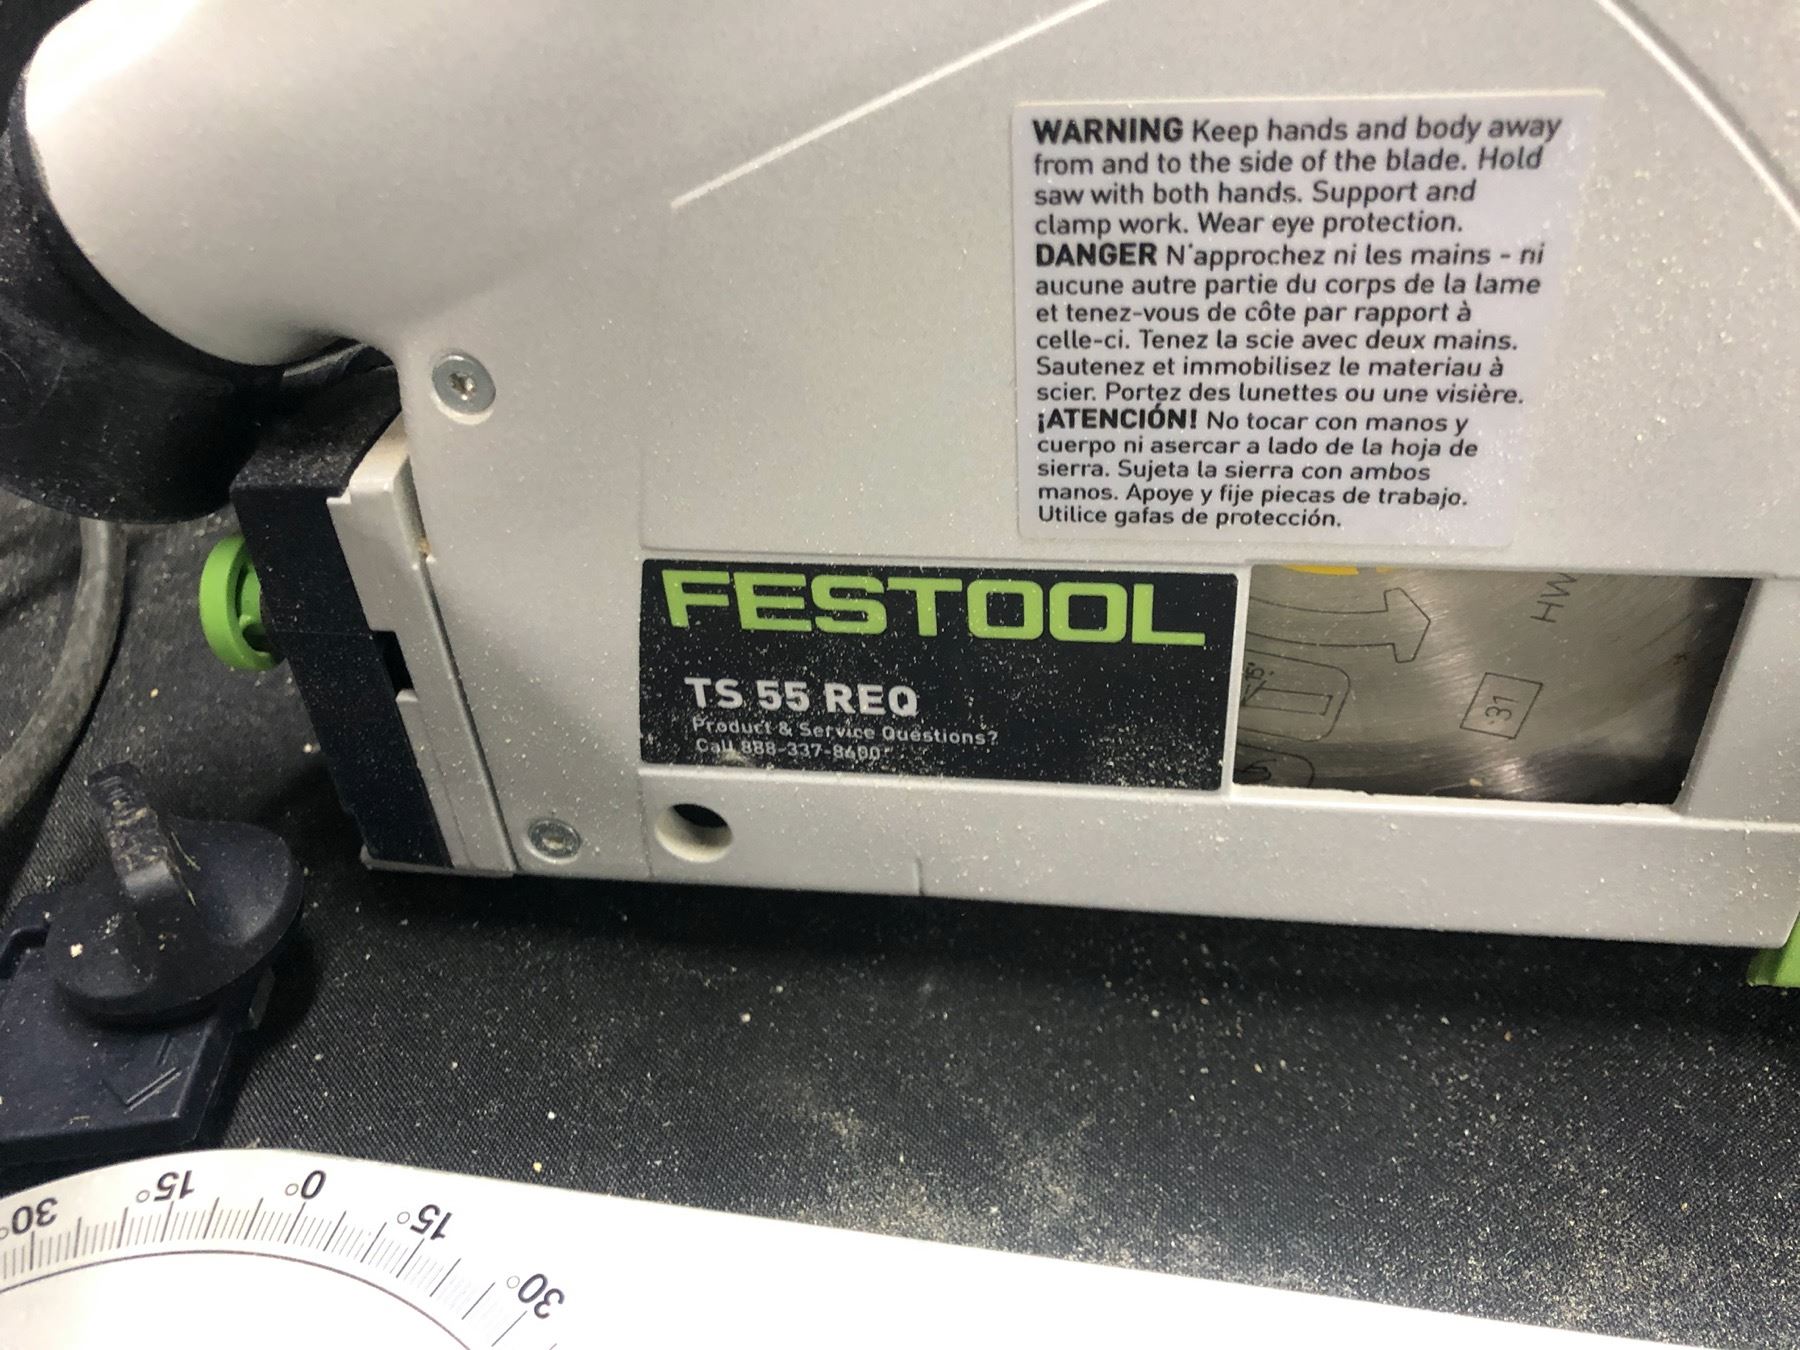 WARNING Keep hands and body away
from and to the side of the blade. Hold
saw with both hands. Support and
clamp work. Wear eye protection.
DANGER N'approchez ni les mains - ni
aucune autre partie du corps de la lame
et tenez-vous de côte par rapport à
celle-ci. Tenez la scie avec deux mains.
Sautenez et immobilisez le materiau à
scier. Portez des lunettes ou une visière.
¡ATENCIÓN! No tocar con manos y
cuerpo ni asercar a lado de la hoja de
sierra. Sujeta la sierra con ambos
manos. Apoye y fije piecas de trabajo.
Utilice gafas de protección.
FESTOOL
TS 55 REQ
Product & Service Questions?
Call 888-337-8600
HW
31
30° 15° 0° 15° 30°